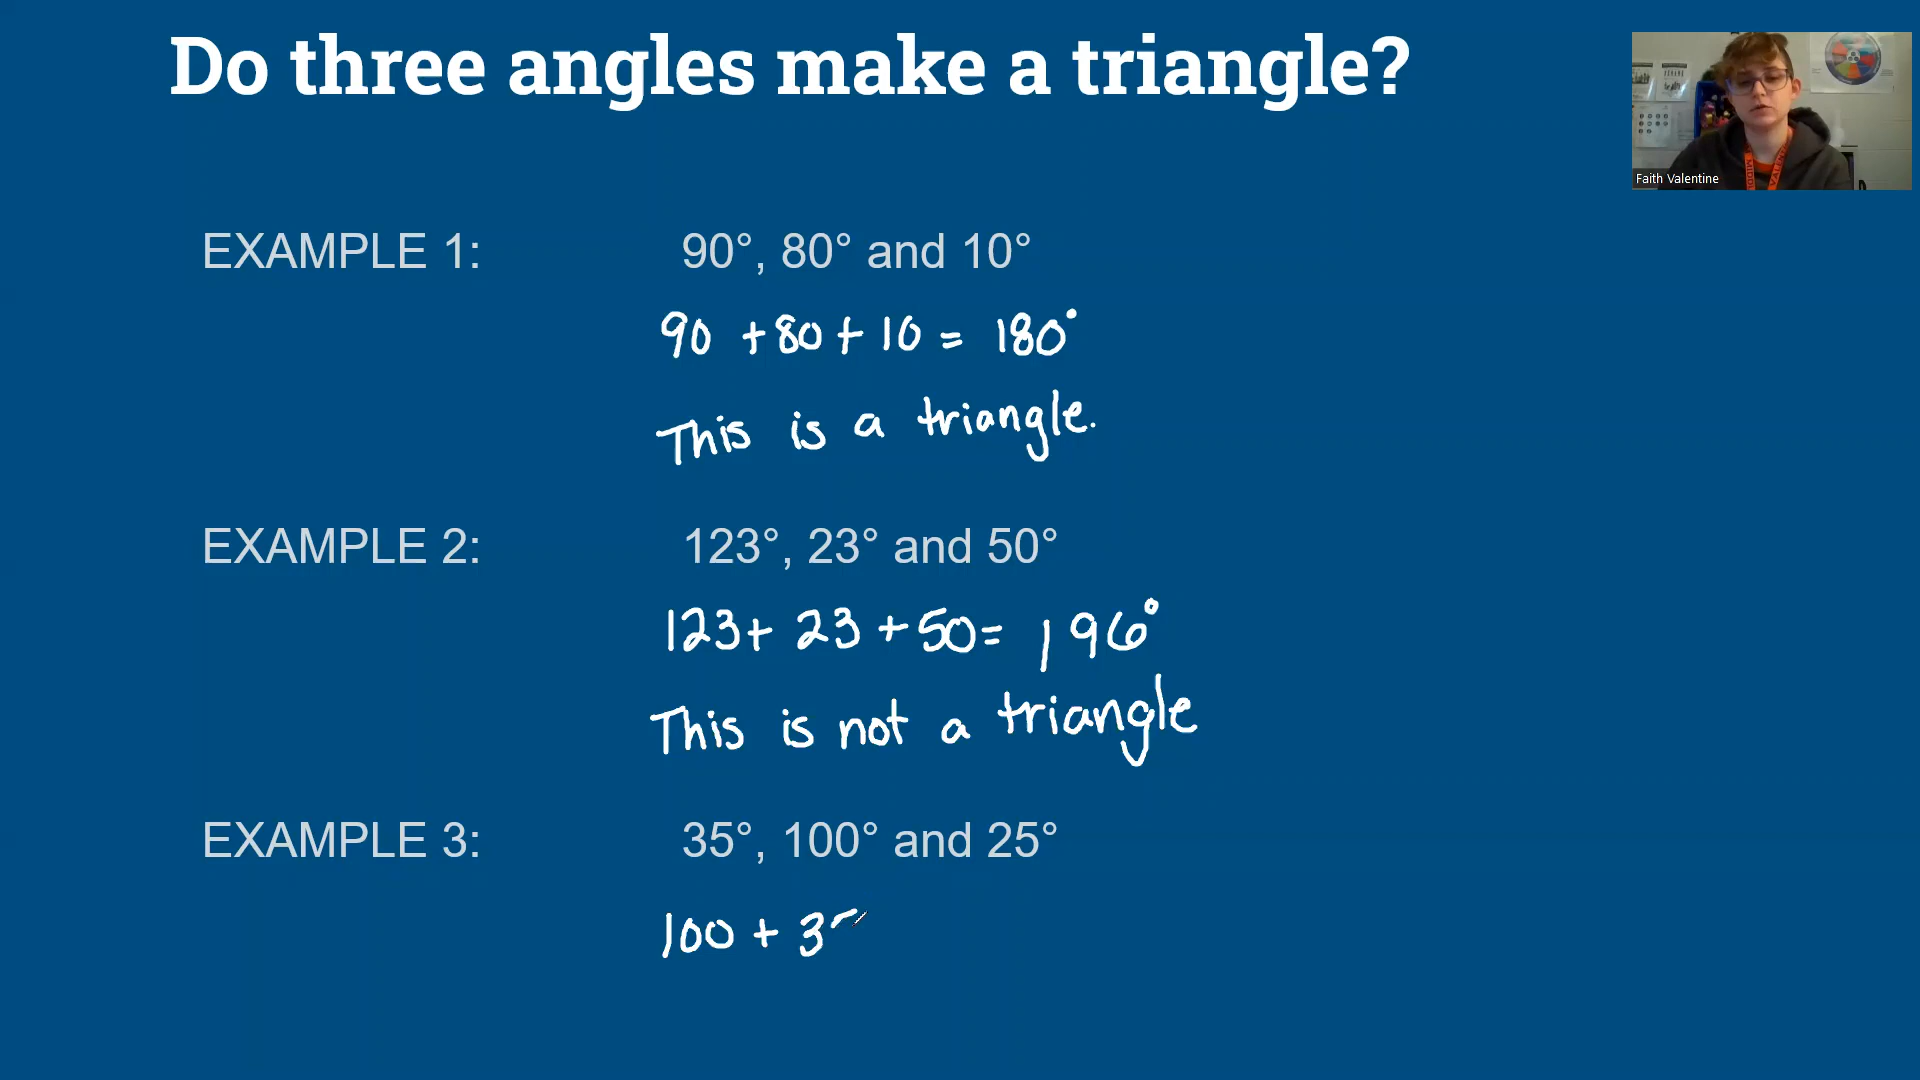 Do three angles make a triangle?
Faith Valentine
EXAMPLE 1: 90°, 80° and 10°
90 + 80 + 10 = 180°
This is a triangle.
EXAMPLE 2: 123°, 23° and 50°
123 + 23 + 50 = 196°
This is not a triangle
EXAMPLE 3: 35°, 100° and 25°
100 + 3